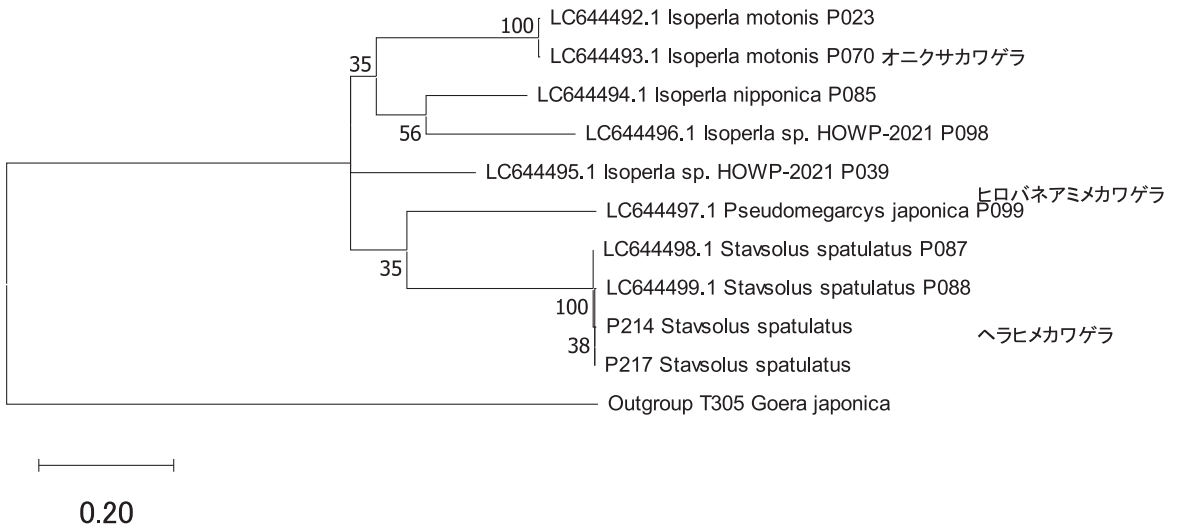 100
LC644492.1 Isoperla motonis P023
35
LC644493.1 Isoperla motonis P070 オニクサカワゲラ
LC644494.1 Isoperla nipponica P085
56
LC644496.1 Isoperla sp. HOWP-2021 P098
LC644495.1 Isoperla sp. HOWP-2021 P039
ヒロバネアミメカワゲラ
LC644497.1 Pseudomegarcys japonica P099
LC644498.1 Stavsolus spatulatus P087
35
LC644499.1 Stavsolus spatulatus P088
100
P214 Stavsolus spatulatus
ヘラヒメカワゲラ
38
P217 Stavsolus spatulatus
Outgroup T305 Goera japonica
0.20